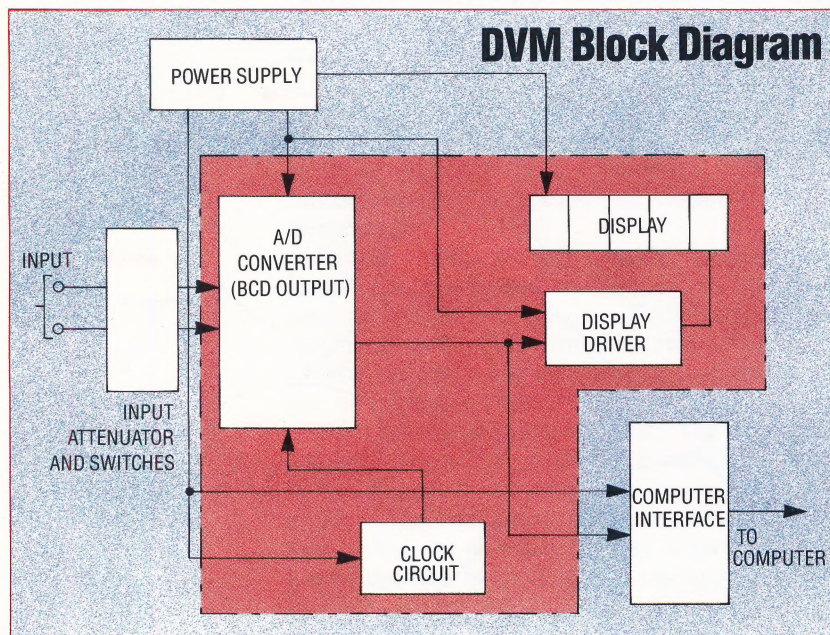 DVM Block Diagram
POWER SUPPLY
DISPLAY
A/D
CONVERTER
(BCD OUTPUT)
INPUT
DISPLAY
DRIVER
INPUT
ATTENUATOR
AND SWITCHES
COMPUTER
INTERFACE
TO
COMPUTER
CLOCK
CIRCUIT